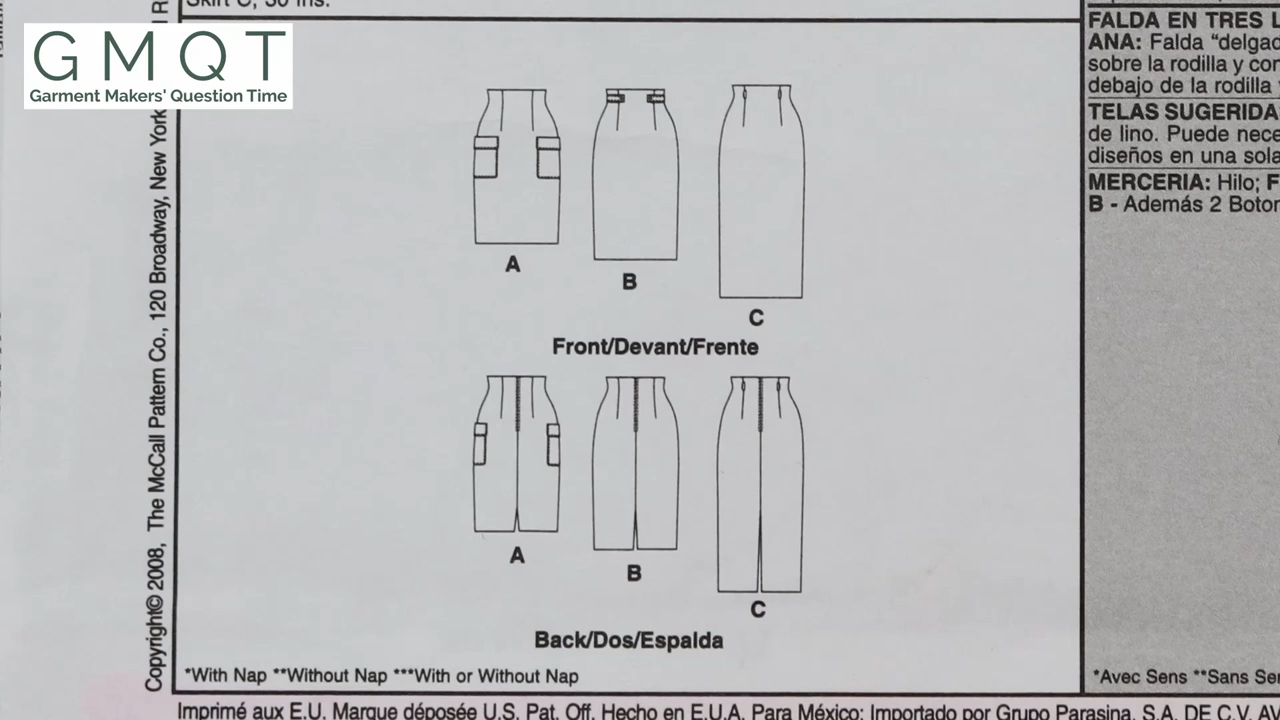 Skirt C, 30 ins.
GMQT
Garment Makers' Question Time
Copyright© 2008, The McCall Pattern Co., 120 Broadway, New York
A
B
C
Front/Devant/Frente
A
B
C
Back/Dos/Espalda
*With Nap **Without Nap ***With or Without Nap
Imprimé aux E.U. Marque déposée U.S. Pat. Off. Hecho en E.U.A. Para México: Importado por Grupo Parasina, S.A. DE C.V. AV
FALDA EN TRES L
ANA: Falda “delgad
sobre la rodilla y con
debajo de la rodilla
TELAS SUGERIDA
de lino. Puede nece
diseños en una sola
MERCERIA: Hilo; F
B - Además 2 Boton
*Avec Sens **Sans Sen